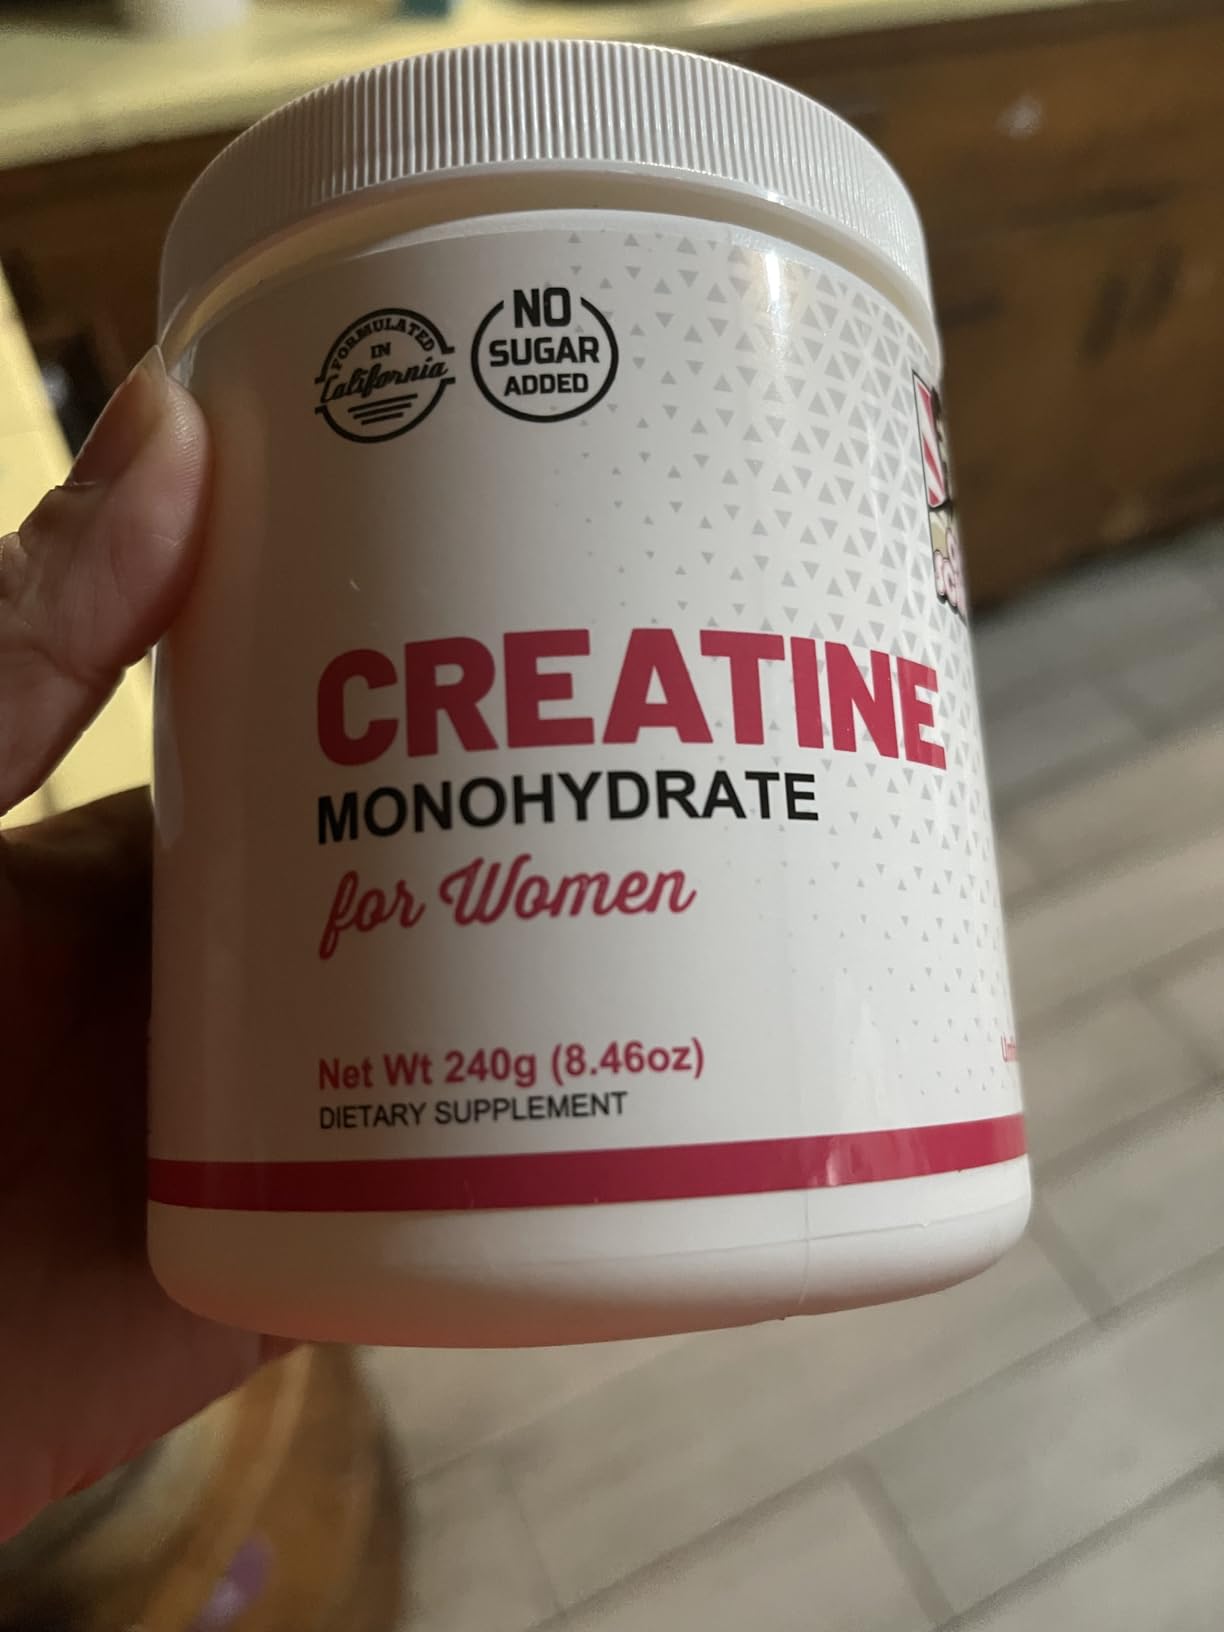 FORMULATED
IN
California
NO
SUGAR
ADDED
CREATINE
MONOHYDRATE
for Women
Net Wt 240g (8.46oz)
DIETARY SUPPLEMENT